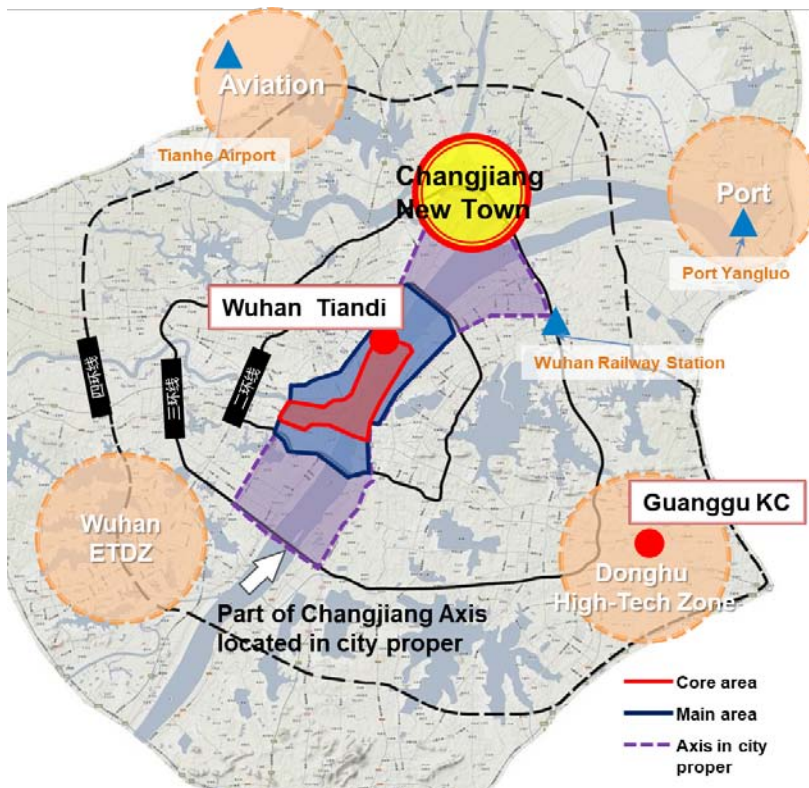 Aviation
Tianhe Airport
Changjiang
New Town
Port
Port Yangluo
Wuhan Tiandi
Wuhan Railway Station
四环线
三环线
二环线
Guanggu KC
Wuhan
ETDZ
Donghu
High-Tech Zone
Part of Changjiang Axis
located in city proper
Core area
Main area
Axis in city
proper